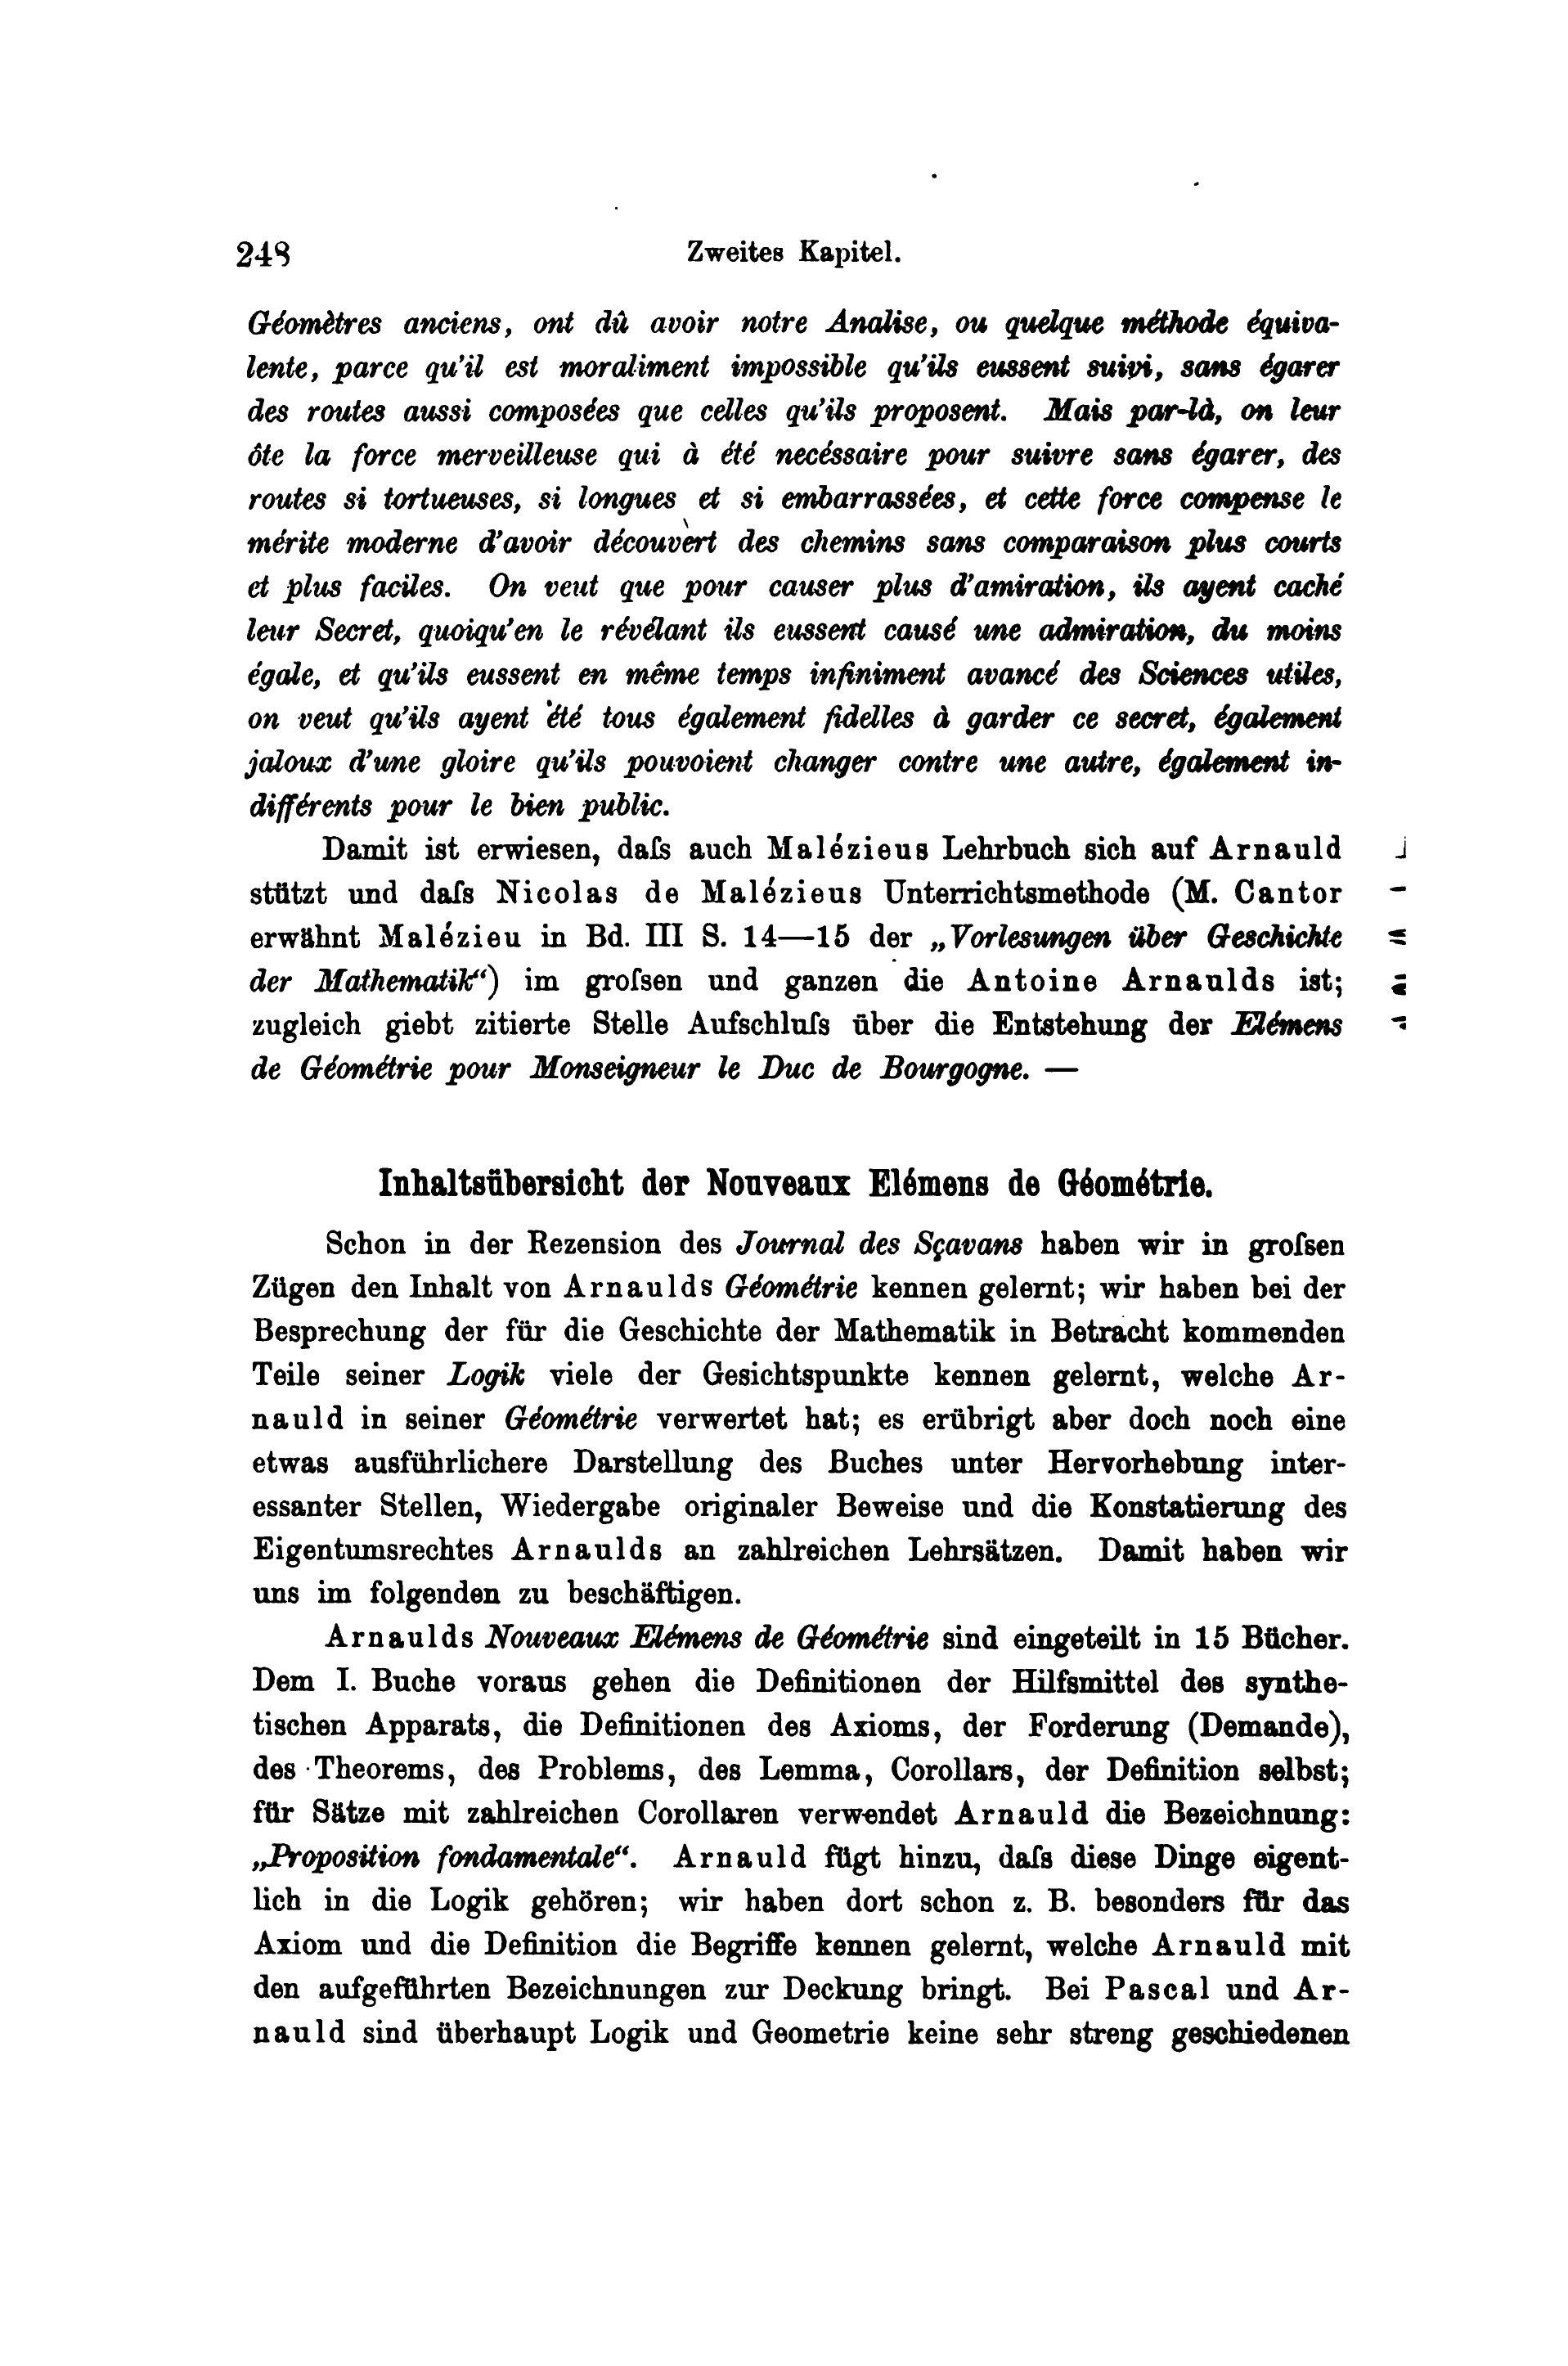 248 Zweites Kapitel.
Géomètres anciens, ont dû avoir notre Analise, ou quelque méthode équiva-
lente, parce qu'il est moraliment impossible qu'ils eussent suivi, sans égarer
des routes aussi composées que celles qu'ils proposent. Mais par-là, on leur
ôte la force merveilleuse qui à été necéssaire pour suivre sans égarer, des
routes si tortueuses, si longues et si embarrassées, et cette force compense le
mérite moderne d'avoir découvert des chemins sans comparaison plus courts
et plus faciles. On veut que pour causer plus d'amiration, ils ayent caché
leur Secret, quoiqu'en le révélant ils eussent causé une admiration, du moins
égale, et qu'ils eussent en même temps infiniment avancé des Sciences utiles,
on veut qu'ils ayent été tous également fidelles à garder ce secret, également
jaloux d'une gloire qu'ils pouvoient changer contre une autre, également in-
différents pour le bien public.
Damit ist erwiesen, daſs auch Malézieus Lehrbuch sich auf Arnauld
stützt und daſs Nicolas de Malézieus Unterrichtsmethode (M. Cantor
erwähnt Malézieu in Bd. III S. 14—15 der „Vorlesungen über Geschichte
der Mathematik“) im groſsen und ganzen die Antoine Arnaulds ist;
zugleich giebt zitierte Stelle Aufschluſs über die Entstehung der Elémens
de Géométrie pour Monseigneur le Duc de Bourgogne. —
Inhaltsübersicht der Nouveaux Elémens de Géométrie.
Schon in der Rezension des Journal des Sçavans haben wir in groſsen
Zügen den Inhalt von Arnaulds Géométrie kennen gelernt; wir haben bei der
Besprechung der für die Geschichte der Mathematik in Betracht kommenden
Teile seiner Logik viele der Gesichtspunkte kennen gelernt, welche Ar-
nauld in seiner Géométrie verwertet hat; es erübrigt aber doch noch eine
etwas ausführlichere Darstellung des Buches unter Hervorhebung inter-
essanter Stellen, Wiedergabe originaler Beweise und die Konstatierung des
Eigentumsrechtes Arnaulds an zahlreichen Lehrsätzen. Damit haben wir
uns im folgenden zu beschäftigen.
Arnaulds Nouveaux Elémens de Géométrie sind eingeteilt in 15 Bücher.
Dem I. Buche voraus gehen die Definitionen der Hilfsmittel des synthe-
tischen Apparats, die Definitionen des Axioms, der Forderung (Demande),
des Theorems, des Problems, des Lemma, Corollars, der Definition selbst;
für Sätze mit zahlreichen Corollaren verwendet Arnauld die Bezeichnung:
„Proposition fondamentale“. Arnauld fügt hinzu, daſs diese Dinge eigent-
lich in die Logik gehören; wir haben dort schon z. B. besonders für das
Axiom und die Definition die Begriffe kennen gelernt, welche Arnauld mit
den aufgeführten Bezeichnungen zur Deckung bringt. Bei Pascal und Ar-
nauld sind überhaupt Logik und Geometrie keine sehr streng geschiedenen